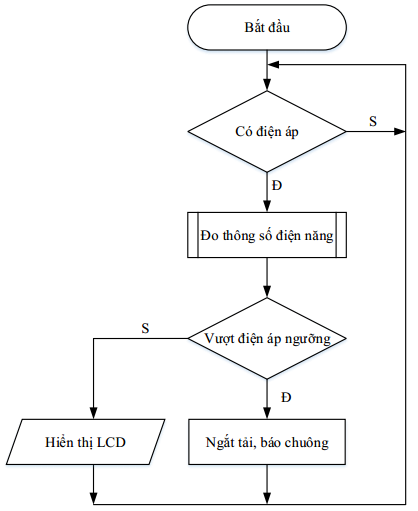 Bắt đầu
Có điện áp
S
Đ
Đo thông số điện năng
Vượt điện áp ngưỡng
S
Đ
Hiển thị LCD
Ngắt tải, báo chuông